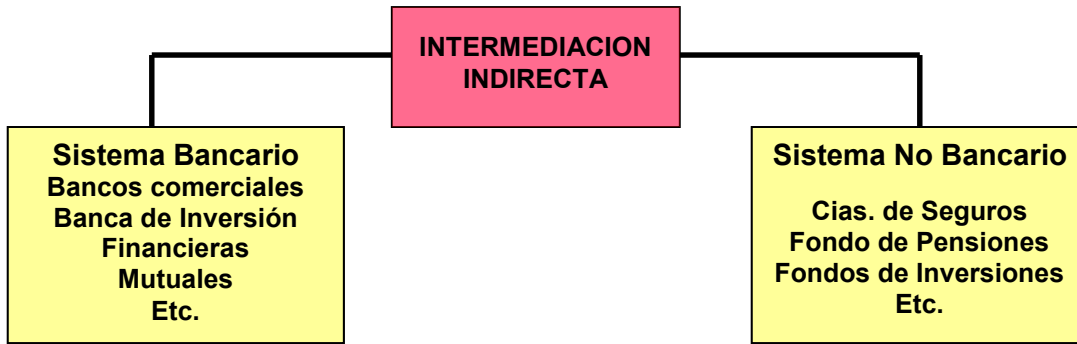 INTERMEDIACION
INDIRECTA
Sistema Bancario
Bancos comerciales
Banca de Inversión
Financieras
Mutuales
Etc.
Sistema No Bancario
Cias. de Seguros
Fondo de Pensiones
Fondos de Inversiones
Etc.